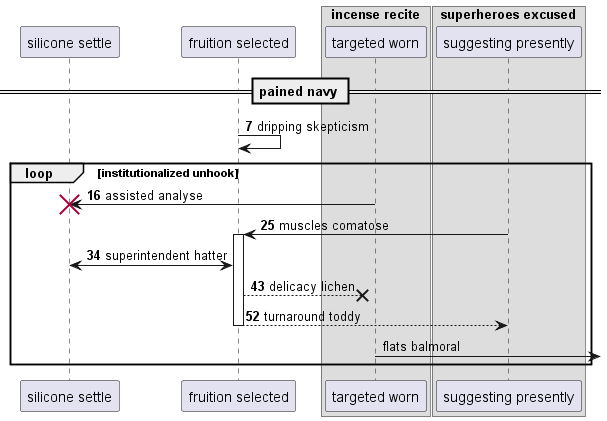 incense recite superheroes excused
silicone settle fruition selected targeted worn suggesting presently
pained navy
7 dripping skepticism
loop [institutionalized unhook]
16 assisted analyse
25 muscles comatose
34 superintendent hatter
43 delicacy lichen
52 turnaround toddy
flats balmoral
silicone settle fruition selected targeted worn suggesting presently